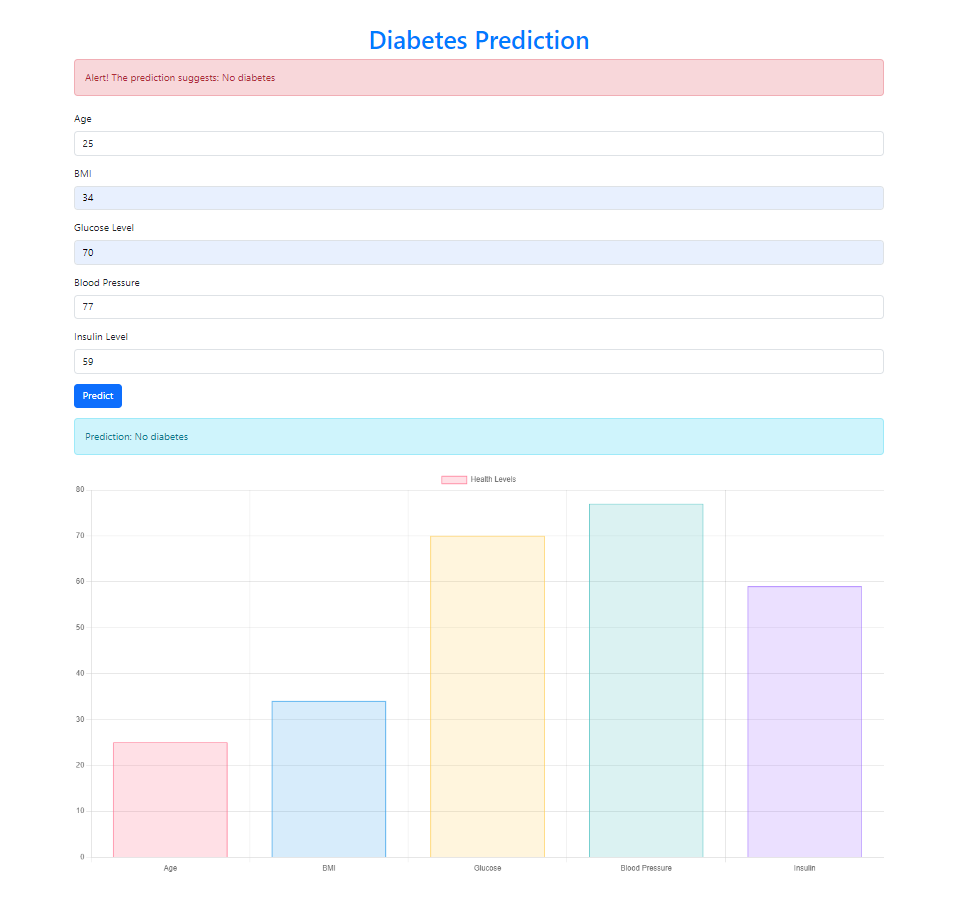 Diabetes Prediction
Alert! The prediction suggests: No diabetes
Age
25
BMI
34
Glucose Level
70
Blood Pressure
77
Insulin Level
59
Predict
Prediction: No diabetes
Health Levels
80
70
60
50
40
30
20
10
0
Age BMI Glucose Blood Pressure Insulin